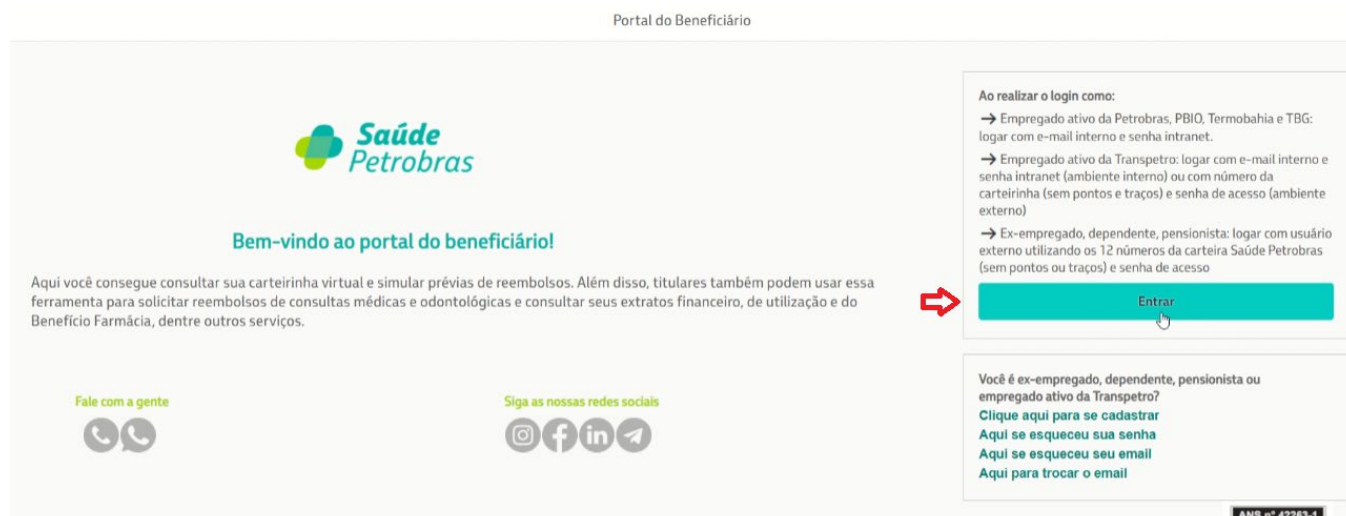 Portal do Beneficiário
Saúde
Petrobras
Bem-vindo ao portal do beneficiário!
Aqui você consegue consultar sua carteirinha virtual e simular prévias de reembolsos. Além disso, titulares também podem usar essa
ferramenta para solicitar reembolsos de consultas médicas e odontológicas e consultar seus extratos financeiro, de utilização e do
Benefício Farmácia, dentre outros serviços.
Fale com a gente
Siga as nossas redes sociais
Ao realizar o login como:
→ Empregado ativo da Petrobras, PBIO, Termobahia e TBG:
logar com e-mail interno e senha intranet.
→ Empregado ativo da Transpetro: logar com e-mail interno e
senha intranet (ambiente interno) ou com número da
carteirinha (sem pontos e traços) e senha de acesso (ambiente
externo)
→ Ex-empregado, dependente, pensionista: logar com usuário
externo utilizando os 12 números da carteira Saúde Petrobras
(sem pontos ou traços) e senha de acesso
Entrar
Você é ex-empregado, dependente, pensionista ou
empregado ativo da Transpetro?
Clique aqui para se cadastrar
Aqui se esqueceu sua senha
Aqui se esqueceu seu email
Aqui para trocar o email
ANS nº 42263-1